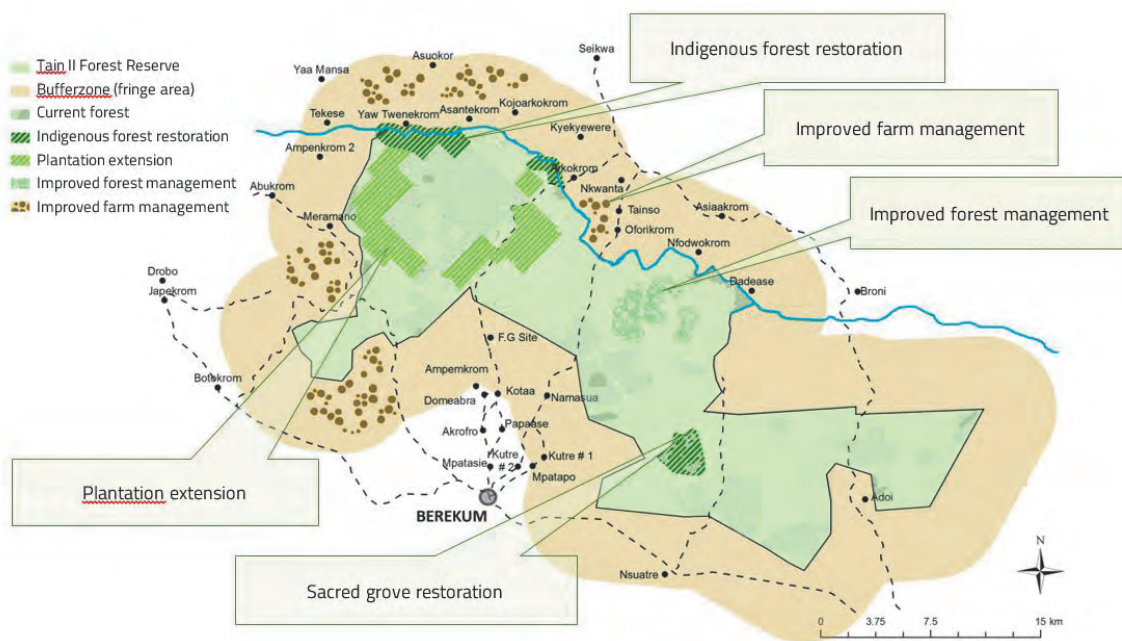 Tain II Forest Reserve
Bufferzone (fringe area)
Current forest
Indigenous forest restoration
Plantation extension
Improved forest management
Improved farm management
Indigenous forest restoration
Improved farm management
Improved forest management
Plantation extension
Sacred grove restoration
Seikwa
Asuokor
Yaa Mansa
Tekese
Yaw Twenekrom
Asantekrom
Kojoarkokrom
Kyekyewere
Ampenkrom 2
Abukrom
Nkwanta
Meramano
Tainso
Asiaakrom
Oforikrom
Nfodwokrom
Drobo
Japekrom
Dadease
Broni
F.G Site
Botokrom
Ampemkrom
Domeabra
Kotaa
Namasua
Akrofro
Papaase
Mpatasie
Kutre
# 2
Kutre # 1
Mpatapo
BEREKUM
Adoi
Nsuatre
N
0 3.75 7.5 15 km